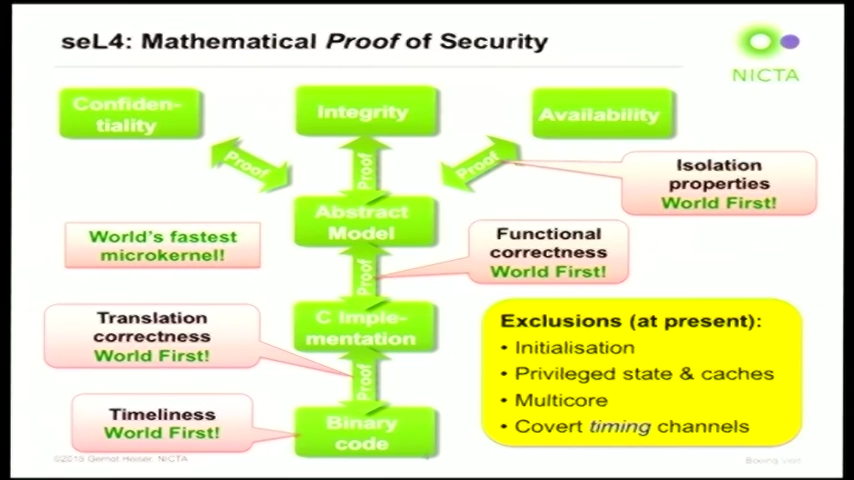 seL4: Mathematical Proof of Security
NICTA
Confiden-
tiality
Integrity
Availability
Proof
Proof
Proof
Isolation
properties
World First!
Abstract
Model
World's fastest
microkernel!
Functional
correctness
World First!
Proof
Translation
correctness
World First!
C Imple-
mentation
Exclusions (at present):
• Initialisation
• Privileged state & caches
• Multicore
• Covert timing channels
Proof
Timeliness
World First!
Binary
code
©2013 Gernot Heiser, NICTA
Boeing Visit